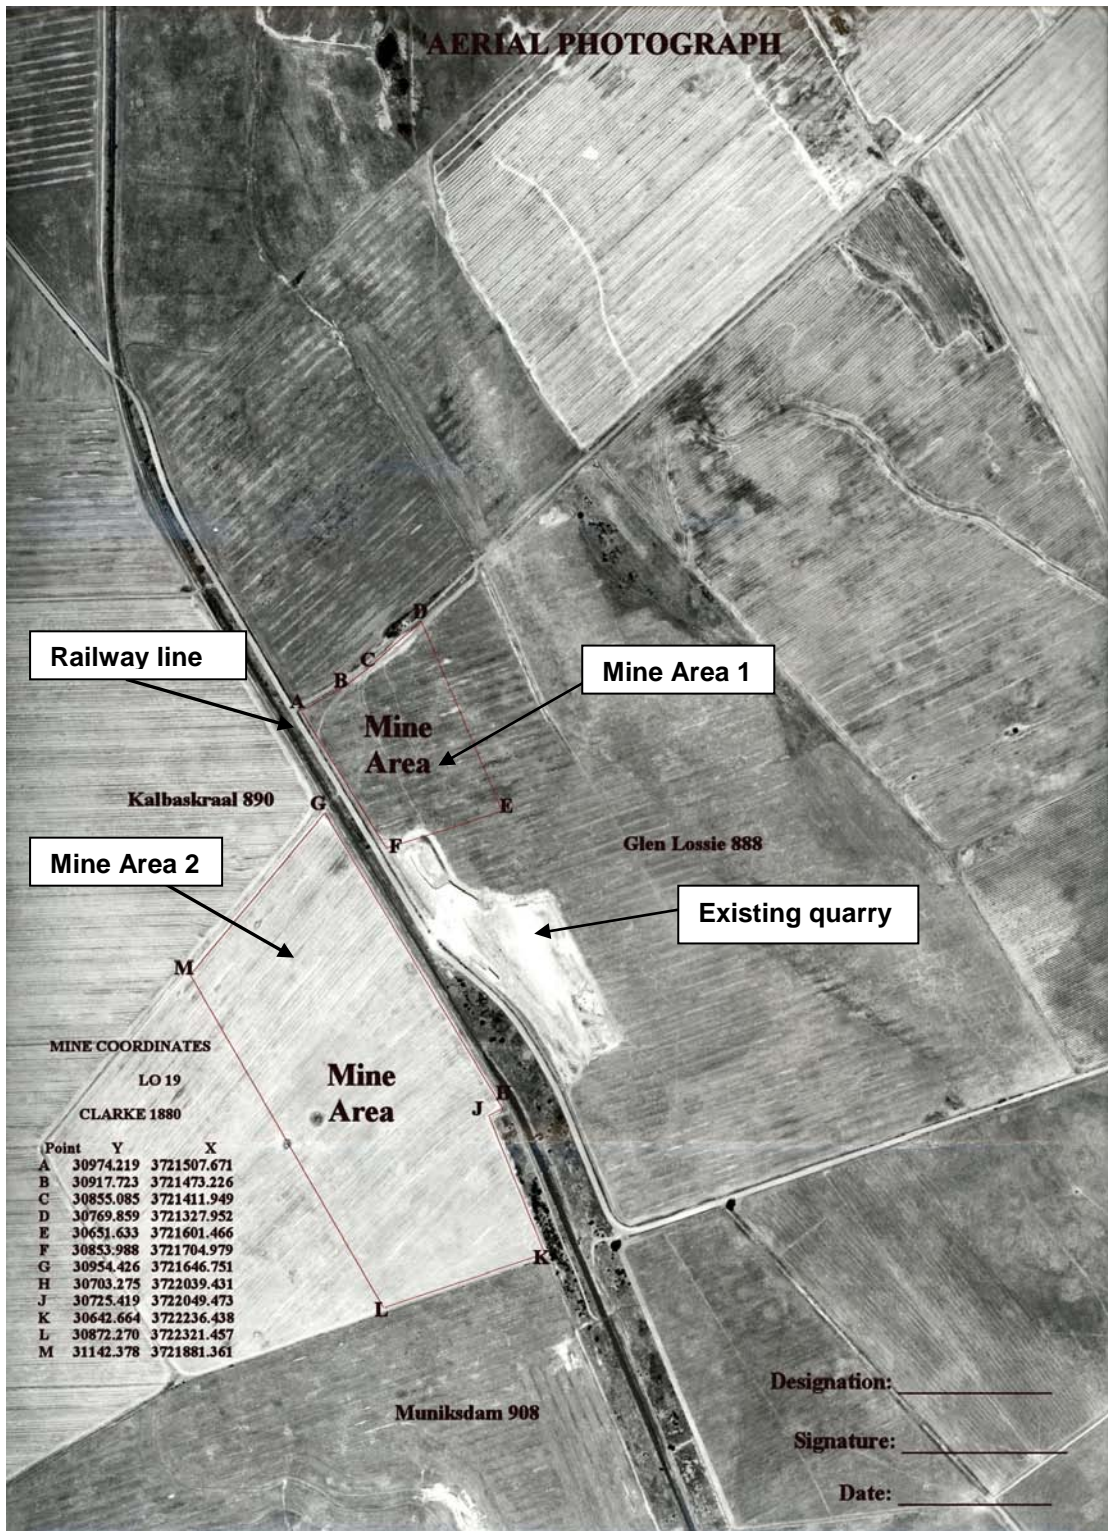 AERIAL PHOTOGRAPH
D
Railway line
C
Mine Area 1
B
A
Mine
Area
Kalbaskraal 890
G
E
F
Glen Lossie 888
Mine Area 2
Existing quarry
M
MINE COORDINATES
LO 19
CLARKE 1880
Mine
Area
H
J
Point Y X
A 30974.219 3721507.671
B 30917.723 3721473.226
C 30855.085 3721411.949
D 30769.859 3721327.952
E 30651.633 3721601.466
F 30853.988 3721704.979
G 30954.426 3721646.751
H 30703.275 3722039.431
J 30725.419 3722049.473
K 30642.664 3722236.438
L 30872.270 3722321.457
M 31142.378 3721881.361
K
L
Muniksdam 908
Designation:
Signature:
Date: